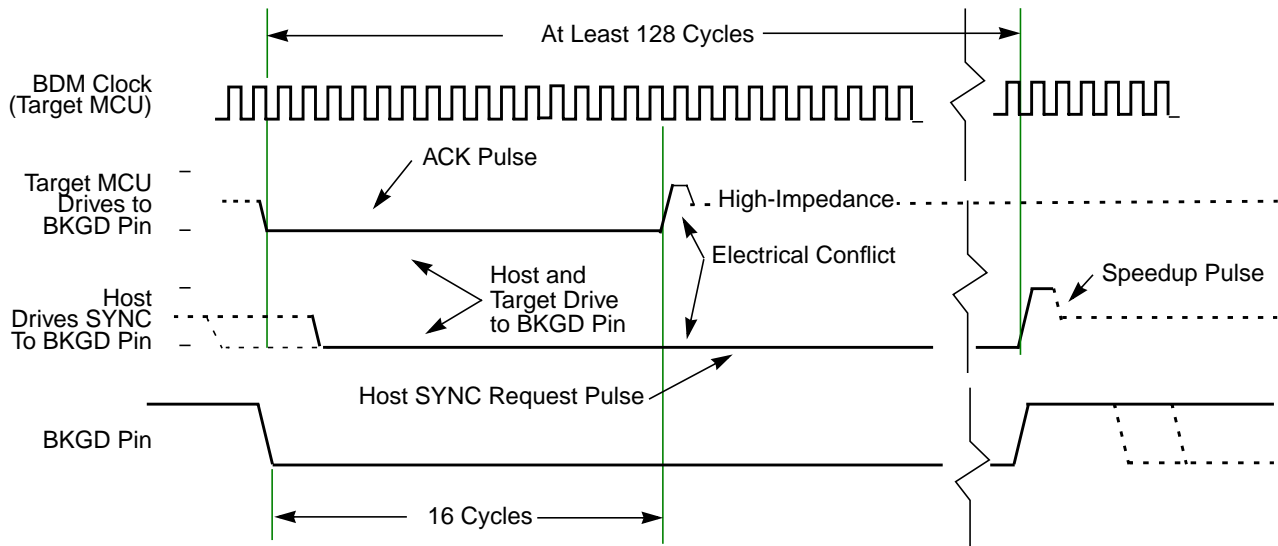 At Least 128 Cycles
BDM Clock
(Target MCU)
ACK Pulse
Target MCU
Drives to
BKGD Pin
High-Impedance
Electrical Conflict
Host and
Target Drive
to BKGD Pin
Speedup Pulse
Host
Drives SYNC
To BKGD Pin
Host SYNC Request Pulse
BKGD Pin
16 Cycles